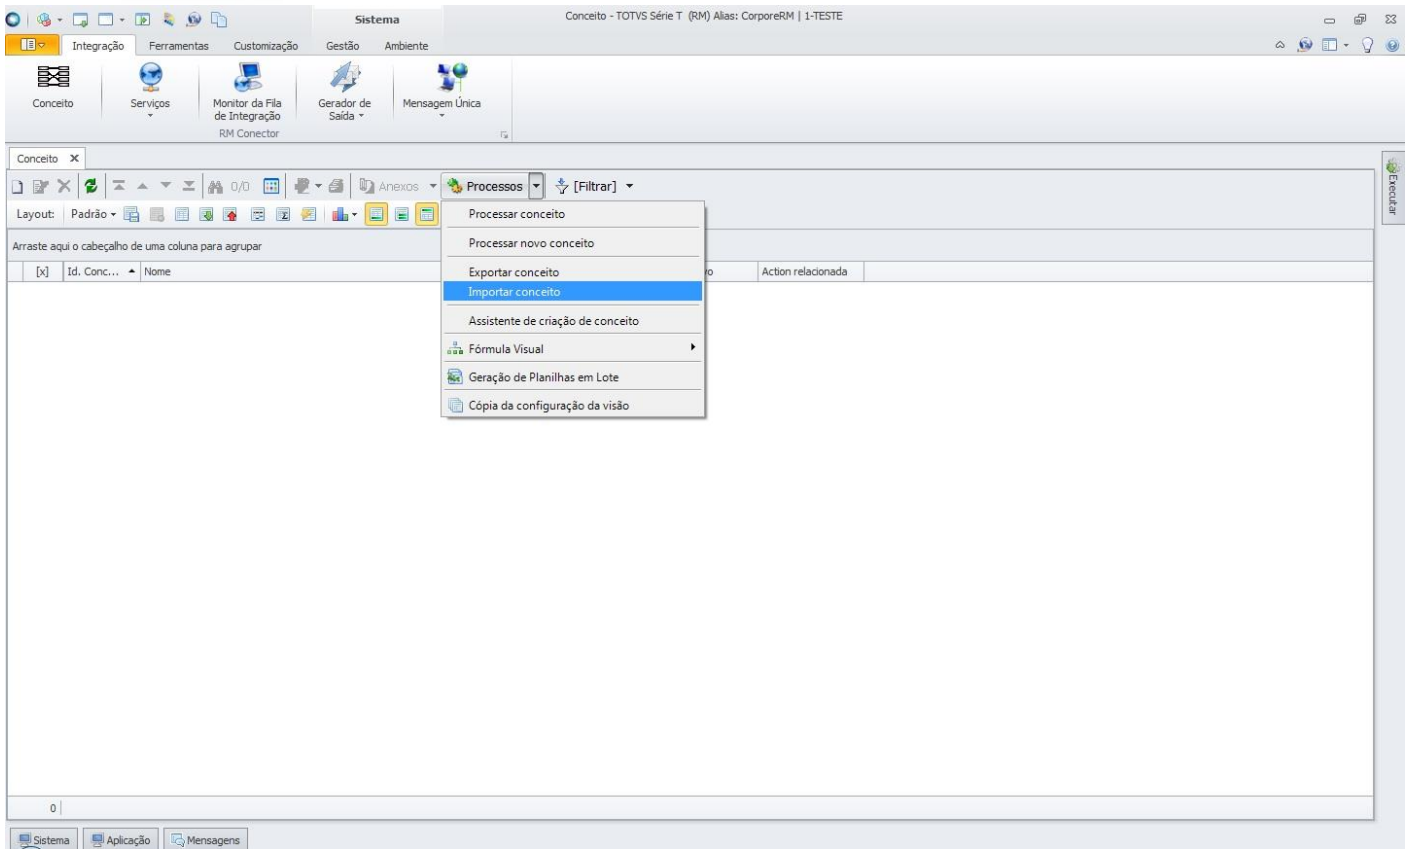 Sistema
Conceito - TOTVS Série T (RM) Alias: CorporeRM | 1-TESTE
Integração Ferramentas Customização Gestão Ambiente
Conceito
Serviços
Monitor da Fila
de Integração
Gerador de
Saída
Mensagem Única
RM Conector
Conceito X
0/0 Anexos Processos [Filtrar]
Layout: Padrão
Arraste aqui o cabeçalho de uma coluna para agrupar
[x] Id. Conc... Nome Action relacionada
Processar conceito
Processar novo conceito
Exportar conceito
Importar conceito
Assistente de criação de conceito
Fórmula Visual
Geração de Planilhas em Lote
Cópia da configuração da visão
Executar
0
Sistema Aplicação Mensagens